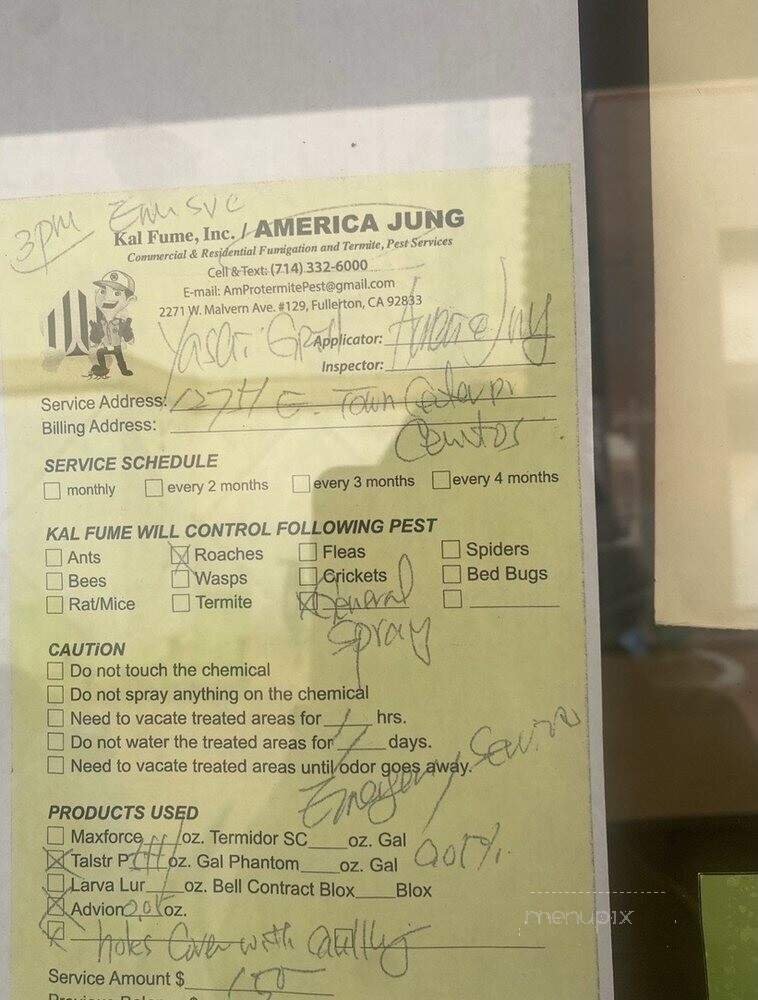 3pm Em SVC
Kal Fume, Inc. / AMERICA JUNG
Commercial & Residential Fumigation and Termite, Pest Services
Cell & Text: (714) 332-6000
E-mail: AmProtermitePest@gmail.com
2271 W. Malvern Ave. #129, Fullerton, CA 92833
Applicator:
Inspector:
Service Address: E. Town Center
Billing Address:
SERVICE SCHEDULE
monthly every 2 months every 3 months every 4 months
KAL FUME WILL CONTROL FOLLOWING PEST
Ants Roaches Fleas Spiders
Bees Wasps Crickets Bed Bugs
Rat/Mice Termite General
Spray
CAUTiON
Do not touch the chemical
Do not spray anything on the chemical
Need to vacate treated areas for 1 hrs.
Do not water the treated areas for days.
Need to vacate treated areas until odor goes away.
Emergency Service
PRODUCTS USED
Maxforce oz. Termidor SC oz. Gal
Talstr P oz. Gal Phantom oz. Gal
Larva Lur oz. Bell Contract Blox Blox
Advion oz.
holes Cover with
Service Amount $
menupix